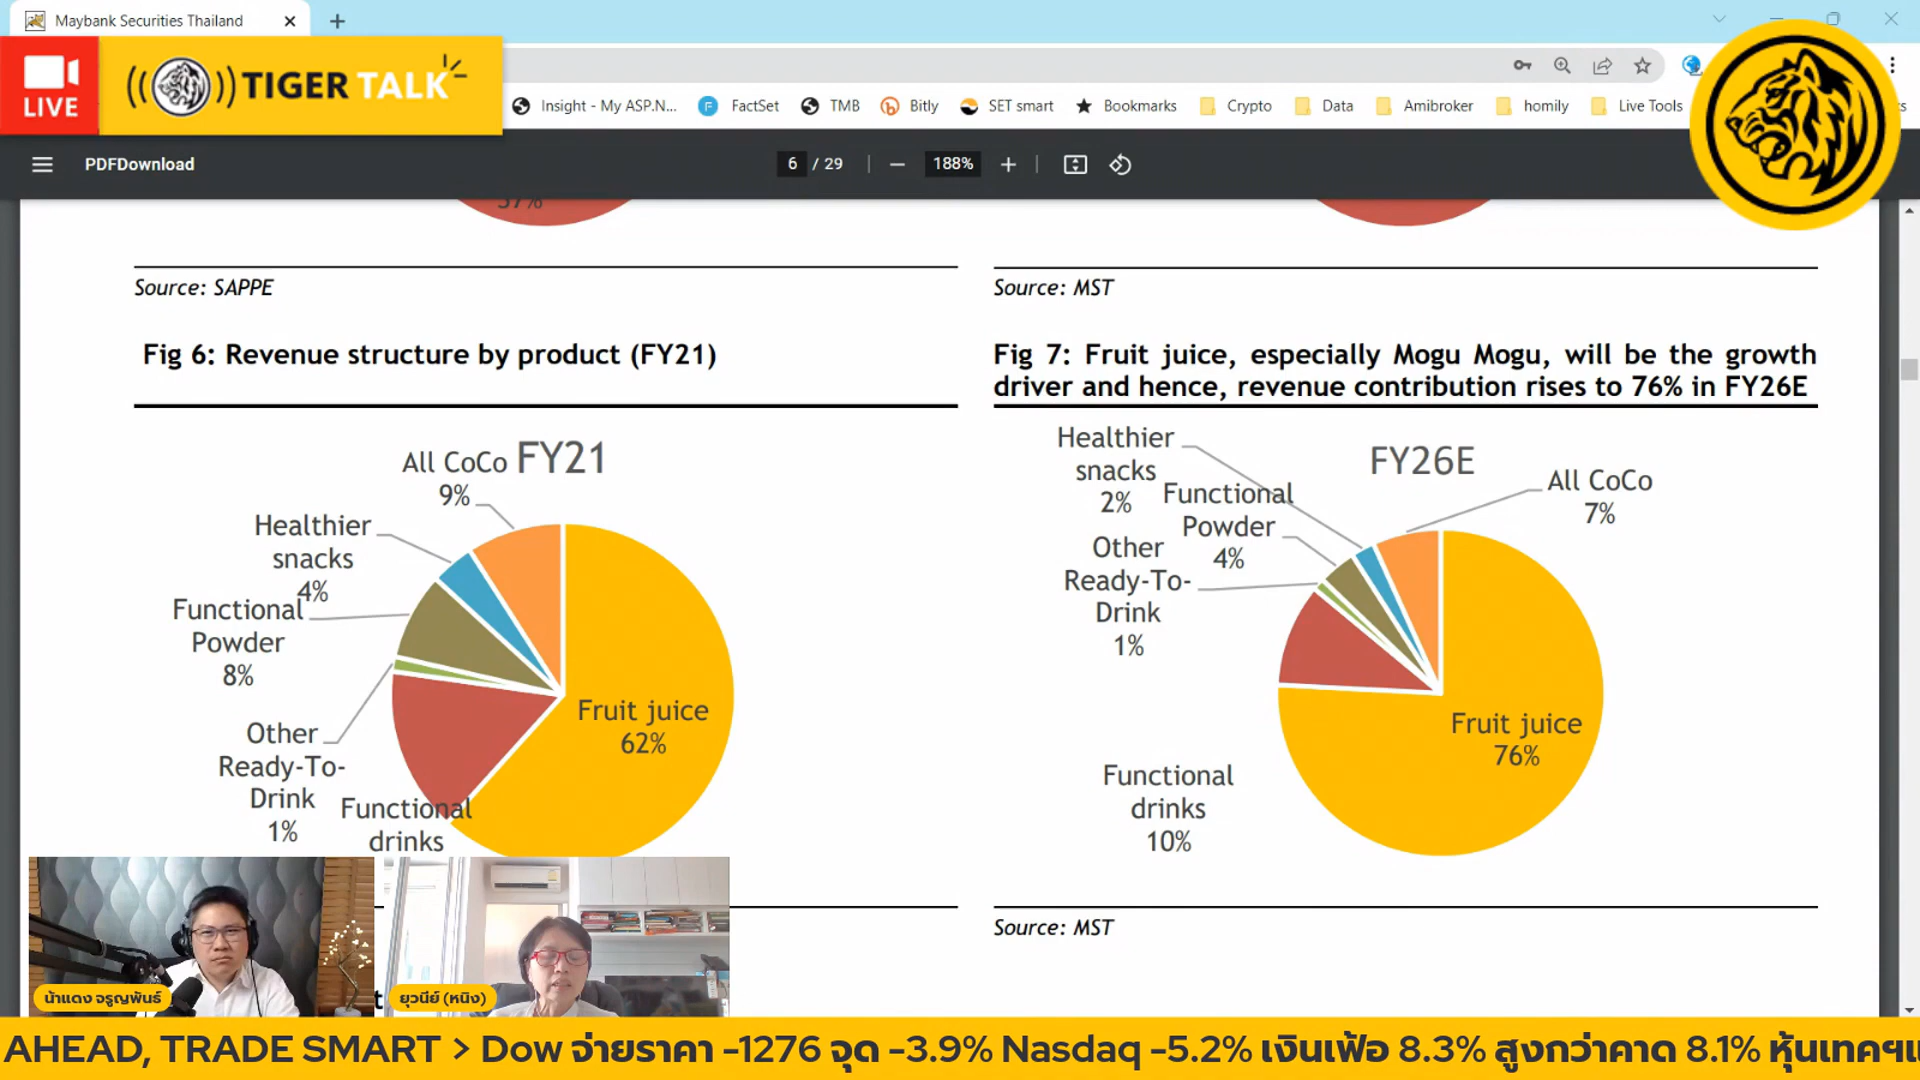 Maybank Securities Thailand
LIVE
TIGER TALK
Insight - My ASP.N...
FactSet
TMB
Bitly
SET smart
Bookmarks
Crypto
Data
Amibroker
homily
Live Tools
PDFDownload
6 / 29
188%
37%
Source: SAPPE
Source: MST
Fig 6: Revenue structure by product (FY21)
Fig 7: Fruit juice, especially Mogu Mogu, will be the growth
driver and hence, revenue contribution rises to 76% in FY26E
FY21
All CoCo
9%
Healthier
snacks
4%
Functional
Powder
8%
Other
Ready-To-
Drink
1%
Functional
drinks
Fruit juice
62%
FY26E
Healthier
snacks
2%
Functional
Powder
4%
Other
Ready-To-
Drink
1%
All CoCo
7%
Fruit juice
76%
Functional
drinks
10%
Source: MST
น้าแดง จรูญพันธ์
ยุวนีย์ (หนิง)
AHEAD, TRADE SMART > Dow จ่ายราคา -1276 จุด -3.9% Nasdaq -5.2% เงินเฟ้อ 8.3% สูงกว่าคาด 8.1% หุ้นเทคฯ